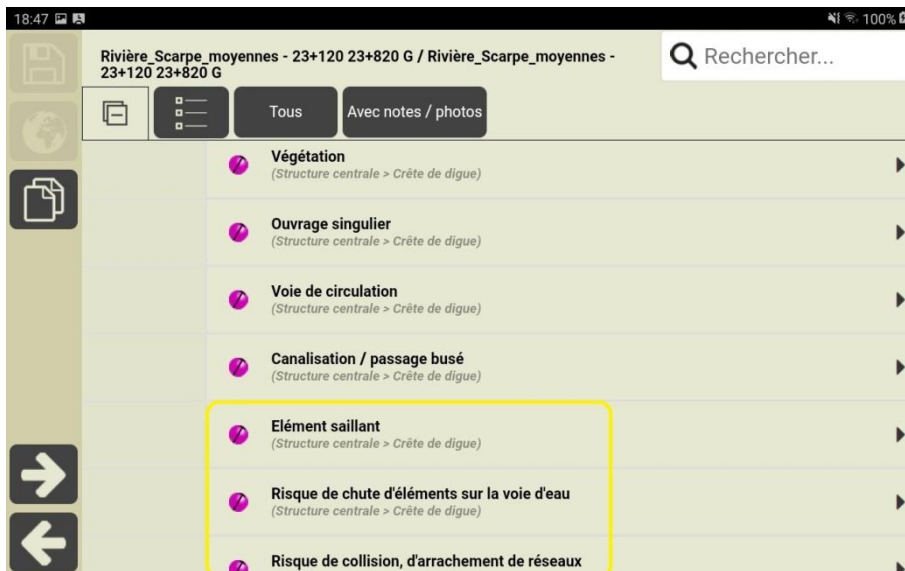 18:47
100%
Rivière_Scarpe_moyennes - 23+120 23+820 G / Rivière_Scarpe_moyennes -
23+120 23+820 G
Rechercher...
Tous
Avec notes / photos
Végétation
(Structure centrale > Crête de digue)
Ouvrage singulier
(Structure centrale > Crête de digue)
Voie de circulation
(Structure centrale > Crête de digue)
Canalisation / passage busé
(Structure centrale > Crête de digue)
Elément saillant
(Structure centrale > Crête de digue)
Risque de chute d'éléments sur la voie d'eau
(Structure centrale > Crête de digue)
Risque de collision, d'arrachement de réseaux